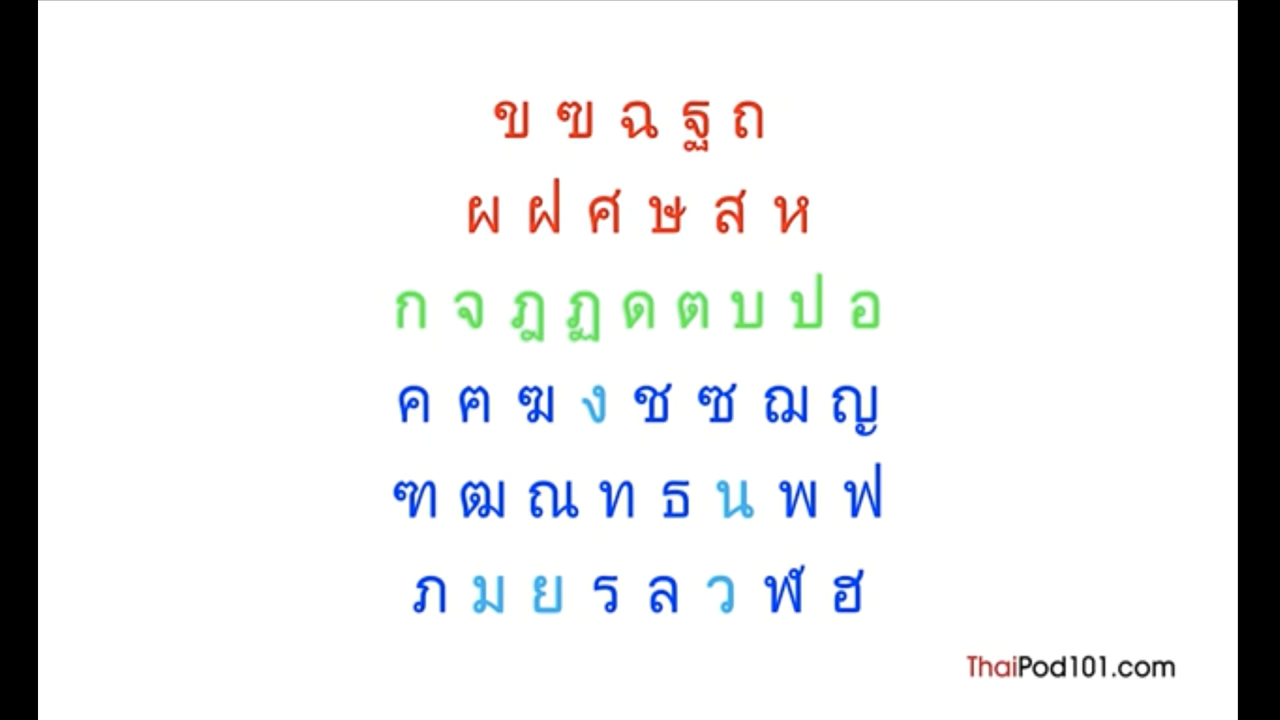 ข ฃ ฉ ฐ ถ
ผ ฝ ศ ษ ส ห
ก จ ฎ ฏ ด ต บ ป อ
ค ฅ ฆ ง ช ซ ฌ ญ
ฑ ฒ ณ ท ธ น พ ฟ
ภ ม ย ร ล ว ฬ ฮ
ThaiPod101.com